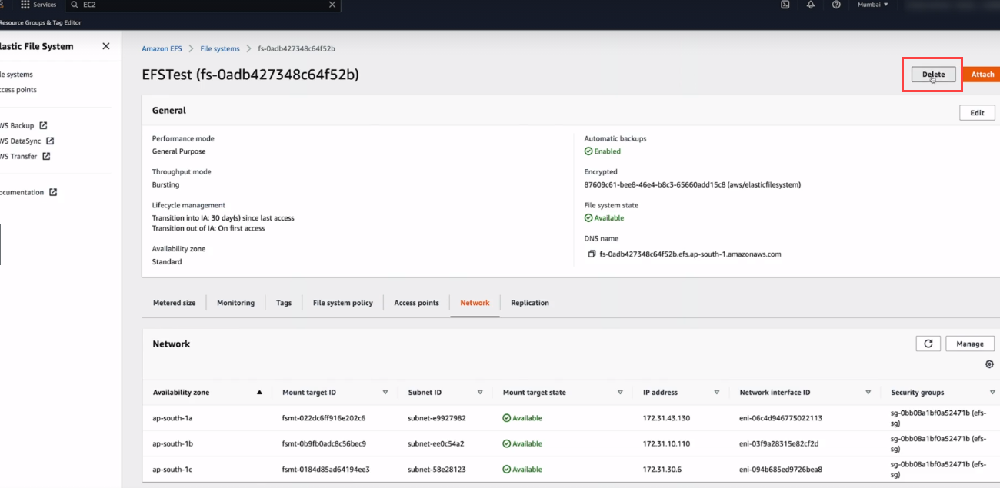 Services
EC2
Mumbai
Resource Groups & Tag Editor
lastic File System
le systems
ccess points
WS Backup
WS DataSync
WS Transfer
ocumentation
Amazon EFS
File systems
fs-0adb427348c64f52b
EFSTest (fs-0adb427348c64f52b)
Delete
Attach
General
Edit
Performance mode
General Purpose
Throughput mode
Bursting
Lifecycle management
Transition into IA: 30 day(s) since last access
Transition out of IA: On first access
Availability zone
Standard
Automatic backups
Enabled
Encrypted
87609c61-bee8-46e4-b8c3-65660add15c8 (aws/elasticfilesystem)
File system state
Available
DNS name
fs-0adb427348c64f52b.efs.ap-south-1.amazonaws.com
Metered size Monitoring Tags File system policy Access points Network Replication
Network
Manage
Availability zone Mount target ID Subnet ID Mount target state IP address Network interface ID Security groups
ap-south-1a fsmt-022dc6ff916e202c6 subnet-e9927982 Available 172.31.43.130 eni-06c4d946775022113 sg-0bb08a1bf0a52471b (efs-
sg)
ap-south-1b fsmt-0b9fb0adc8c56bec9 subnet-ee0c54a2 Available 172.31.10.110 eni-03f9a28315e82cf2d sg-0bb08a1bf0a52471b (efs-
sg)
ap-south-1c fsmt-0184d85ad64194ee3 subnet-58e28123 Available 172.31.30.6 eni-094b685ed9726bea8 sg-0bb08a1bf0a52471b (efs-
sg)